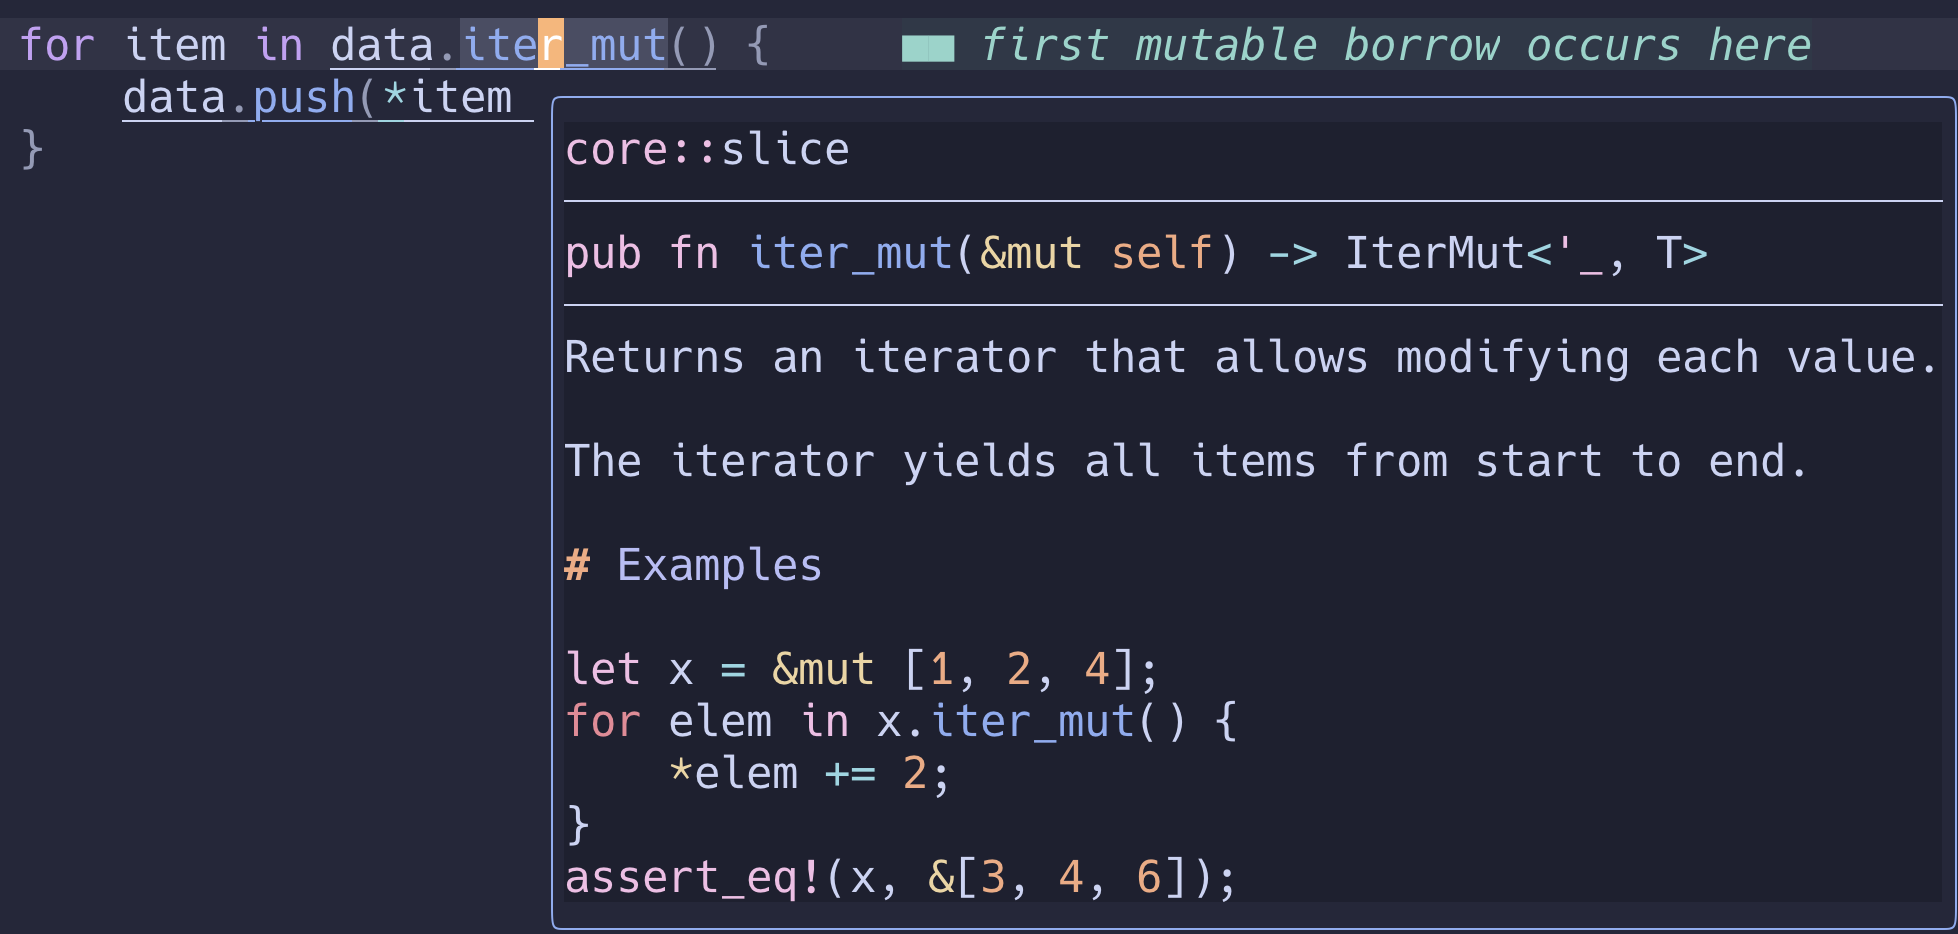 for item in data.iter_mut() {     ■■ first mutable borrow occurs here
    data.push(*item
}
core::slice
pub fn iter_mut(&mut self) -> IterMut<'_, T>
Returns an iterator that allows modifying each value.
The iterator yields all items from start to end.
# Examples
let x = &mut [1, 2, 4];
for elem in x.iter_mut() {
    *elem += 2;
}
assert_eq!(x, &[3, 4, 6]);